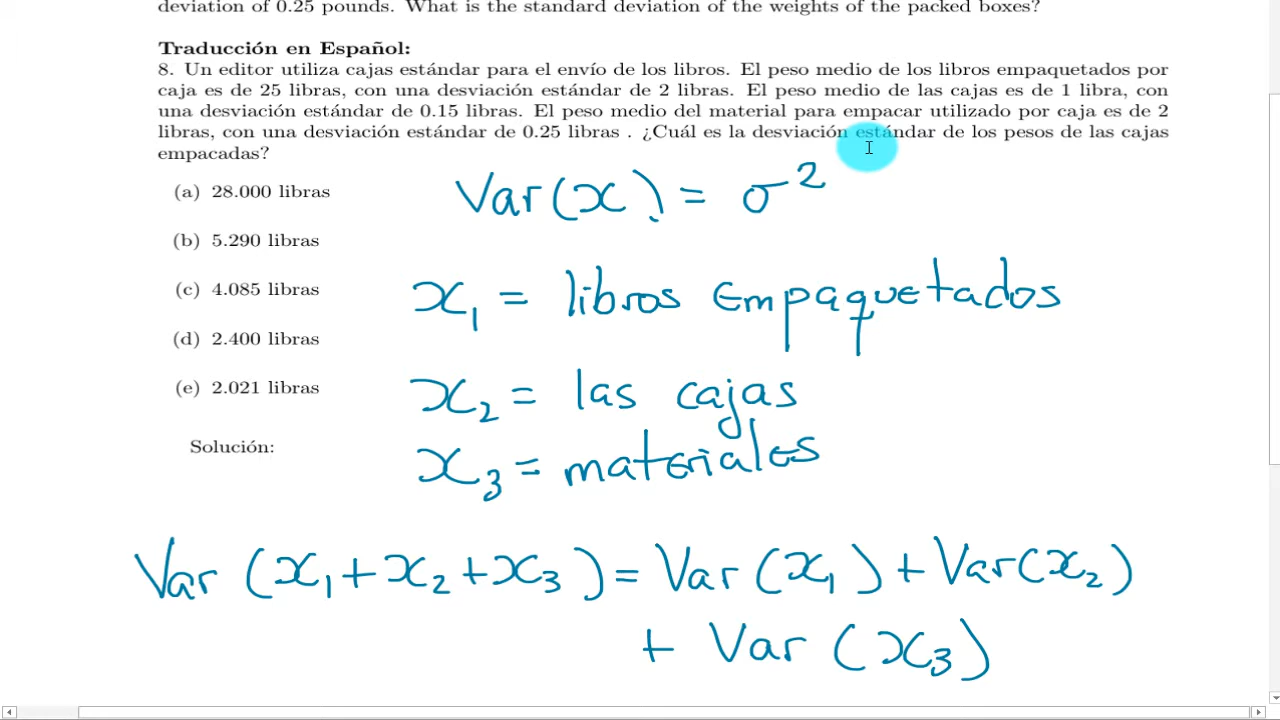 deviation of 0.25 pounds. What is the standard deviation of the weights of the packed boxes?
Traducción en Español:
8. Un editor utiliza cajas estándar para el envío de los libros. El peso medio de los libros empaquetados por
caja es de 25 libras, con una desviación estándar de 2 libras. El peso medio de las cajas es de 1 libra, con
una desviación estándar de 0.15 libras. El peso medio del material para empacar utilizado por caja es de 2
libras, con una desviación estándar de 0.25 libras . ¿Cuál es la desviación estándar de los pesos de las cajas
empacadas?
(a) 28.000 libras
(b) 5.290 libras
(c) 4.085 libras
(d) 2.400 libras
(e) 2.021 libras
Solución:
Var(x) = σ²
x₁ = libros empaquetados
x₂ = las cajas
x₃ = materiales
Var (x₁+x₂+x₃) = Var(x₁) + Var(x₂)
+ Var (x₃)